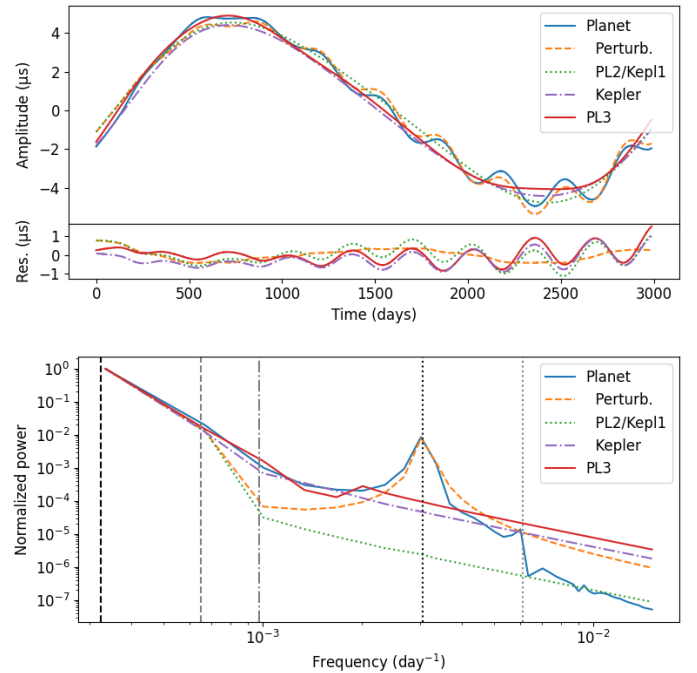 Amplitude (μs)
4
2
0
−2
−4
Planet
Perturb.
PL2/Kepl1
Kepler
PL3
Res. (μs)
1
0
−1
0 500 1000 1500 2000 2500 3000
Time (days)
Normalized power
10⁰
10⁻¹
10⁻²
10⁻³
10⁻⁴
10⁻⁵
10⁻⁶
10⁻⁷
Planet
Perturb.
PL2/Kepl1
Kepler
PL3
10⁻³ 10⁻²
Frequency (day⁻¹)